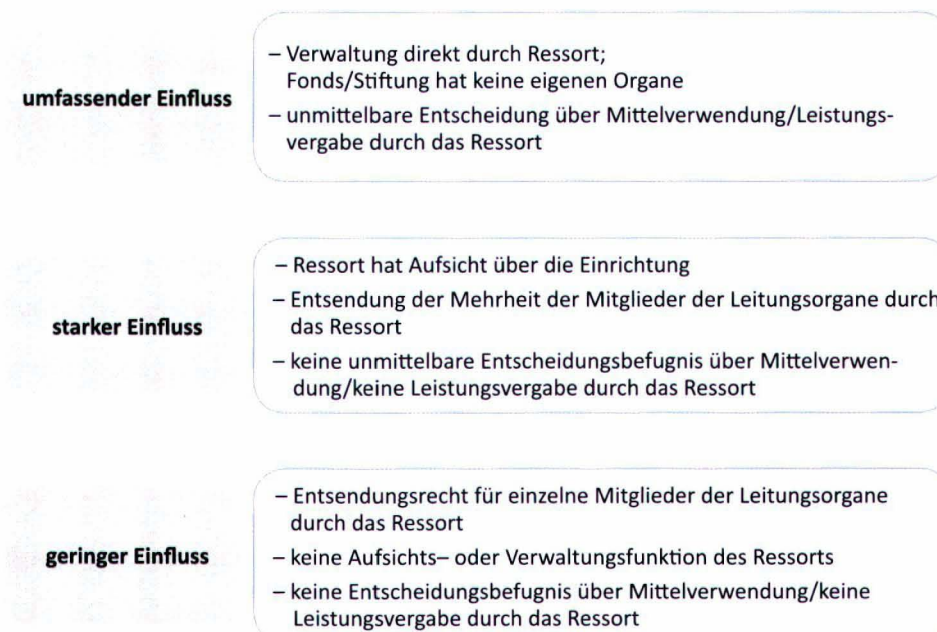 umfassender Einfluss
– Verwaltung direkt durch Ressort;
Fonds/Stiftung hat keine eigenen Organe
– unmittelbare Entscheidung über Mittelverwendung/Leistungs-
vergabe durch das Ressort
starker Einfluss
– Ressort hat Aufsicht über die Einrichtung
– Entsendung der Mehrheit der Mitglieder der Leitungsorgane durch
das Ressort
– keine unmittelbare Entscheidungsbefugnis über Mittelverwen-
dung/keine Leistungsvergabe durch das Ressort
geringer Einfluss
– Entsendungsrecht für einzelne Mitglieder der Leitungsorgane
durch das Ressort
– keine Aufsichts– oder Verwaltungsfunktion des Ressorts
– keine Entscheidungsbefugnis über Mittelverwendung/keine
Leistungsvergabe durch das Ressort